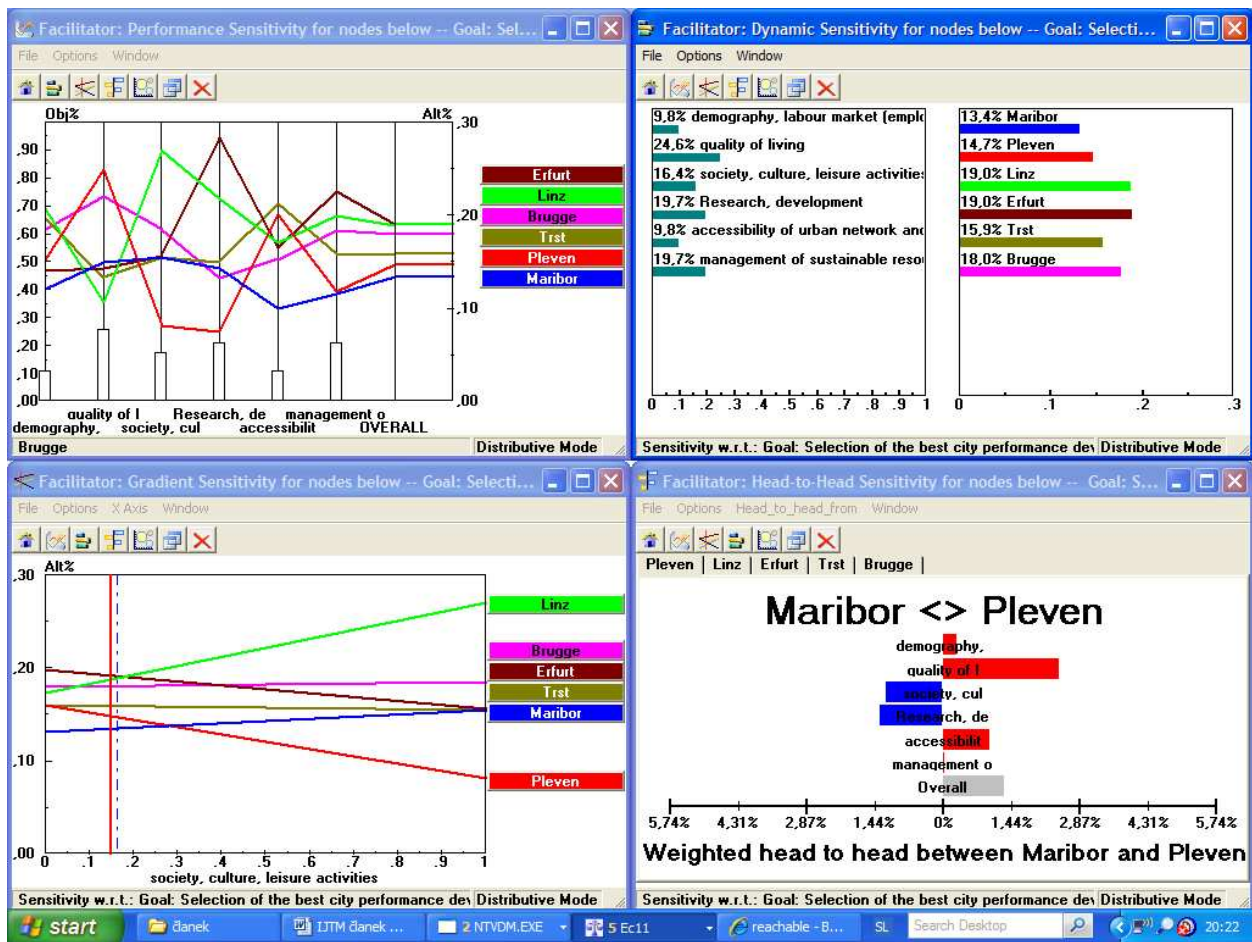 Facilitator: Performance Sensitivity for nodes below -- Goal: Sel...
File Options Window
Obj% Alt%
,90
,80
,70
,60
,50
,40
,30
,20
,10
,00
,30
,20
,10
,00
Erfurt
Linz
Brugge
Trst
Pleven
Maribor
quality of l Research, de management o
demography, society, cul accessibilit OVERALL
Brugge Distributive Mode
Facilitator: Dynamic Sensitivity for nodes below -- Goal: Selecti...
File Options Window
9,8% demography, labour market (emplo
24,6% quality of living
16,4% society, culture, leisure activities
19,7% Research, development
9,8% accessibility of urban network and
19,7% management of sustainable resou
0 .1 .2 .3 .4 .5 .6 .7 .8 .9 1
13,4% Maribor
14,7% Pleven
19,0% Linz
19,0% Erfurt
15,9% Trst
18,0% Brugge
0 .1 .2 .3
Sensitivity w.r.t.: Goal: Selection of the best city performance dev Distributive Mode
Facilitator: Gradient Sensitivity for nodes below -- Goal: Selecti...
File Options X Axis Window
Alt%
,30
,20
,10
,00
Linz
Brugge
Erfurt
Trst
Maribor
Pleven
0 .1 .2 .3 .4 .5 .6 .7 .8 .9 1
society, culture, leisure activities
Sensitivity w.r.t.: Goal: Selection of the best city performance dev Distributive Mode
Facilitator: Head-to-Head Sensitivity for nodes below -- Goal: S...
File Options Head_to_head_from Window
Pleven | Linz | Erfurt | Trst | Brugge |
Maribor <> Pleven
demography,
quality of l
society, cul
Research, de
accessibilit
management o
Overall
5,74% 4,31% 2,87% 1,44% 0% 1,44% 2,87% 4,31% 5,74%
Weighted head to head between Maribor and Pleven
Sensitivity w.r.t.: Goal: Selection of the best city performance dev Distributive Mode
start članek IJTM članek ... 2 NTVDM.EXE 5 Ec11 reachable - B... SL Search Desktop 20:22